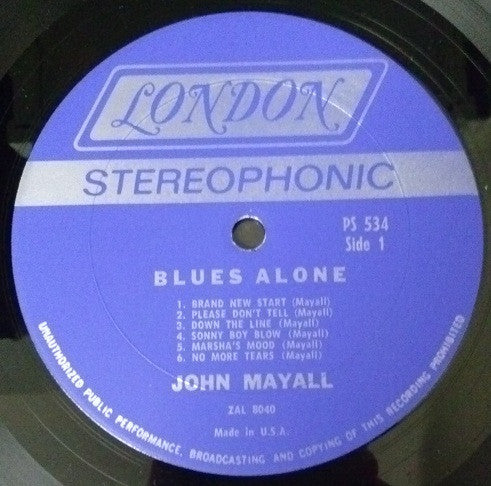 LONDON
STEREOPHONIC
PS 534
Side 1
BLUES ALONE
1. BRAND NEW START (Mayall)
2. PLEASE DON'T TELL (Mayall)
3. DOWN THE LINE (Mayall)
4. SONNY BOY BLOW (Mayall)
5. MARSHA'S MOOD (Mayall)
6. NO MORE TEARS (Mayall)
JOHN MAYALL
ZAL 8040
Made in U.S.A.
UNAUTHORIZED PUBLIC PERFORMANCE, BROADCASTING AND COPYING OF THIS RECORDING PROHIBITED